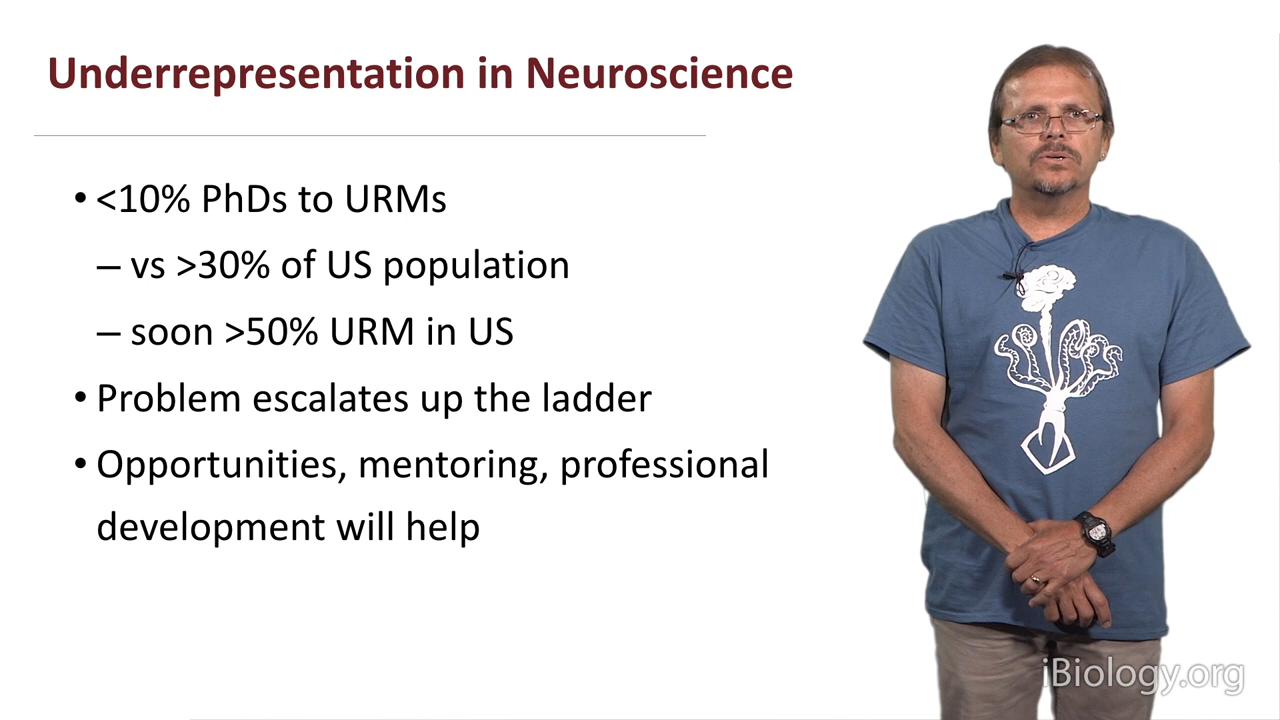 Underrepresentation in Neuroscience
• <10% PhDs to URMs
– vs >30% of US population
– soon >50% URM in US
• Problem escalates up the ladder
• Opportunities, mentoring, professional
development will help
iBiology.org